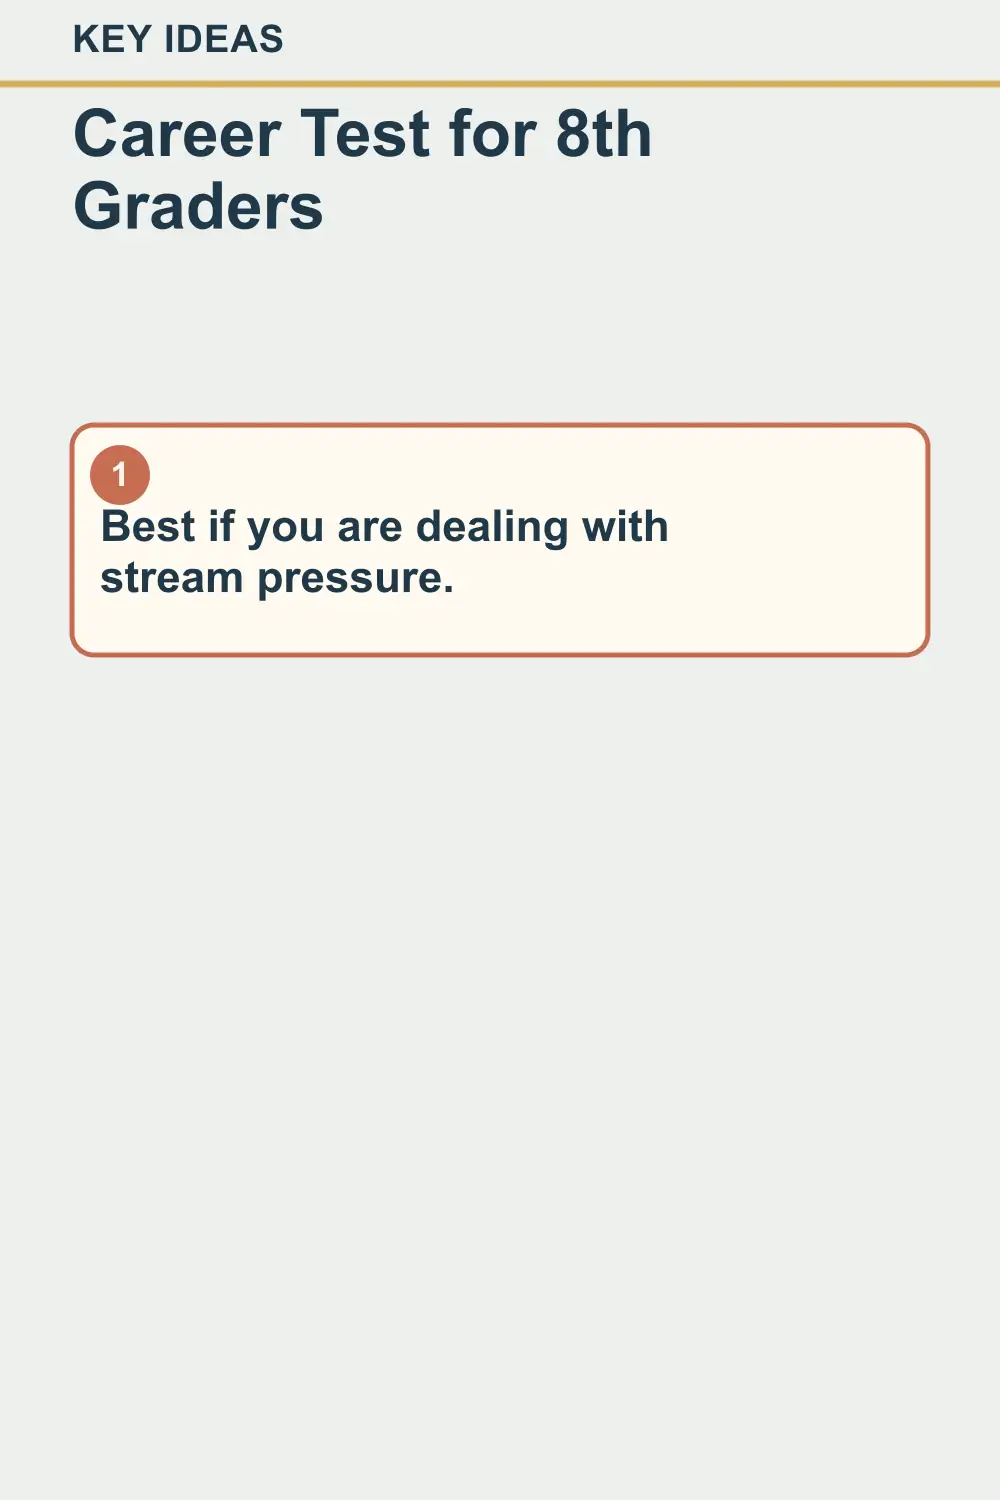 KEY IDEAS
Career Test for 8th
Graders
1
Best if you are dealing with
stream pressure.